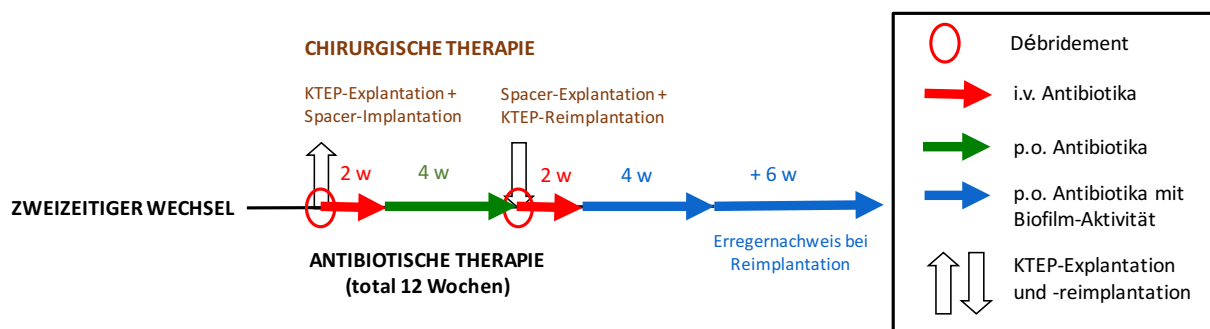 CHIRURGISCHE THERAPIE
KTEP-Explantation +
Spacer-Implantation
Spacer-Explantation +
KTEP-Reimplantation
2 w
4 w
2 w
4 w
+ 6 w
ZWEIZEITIGER WECHSEL
Erregernachweis bei
Reimplantation
ANTIBIOTISCHE THERAPIE
(total 12 Wochen)
Débridement
i.v. Antibiotika
p.o. Antibiotika
p.o. Antibiotika mit
Biofilm-Aktivität
KTEP-Explantation
und -reimplantation